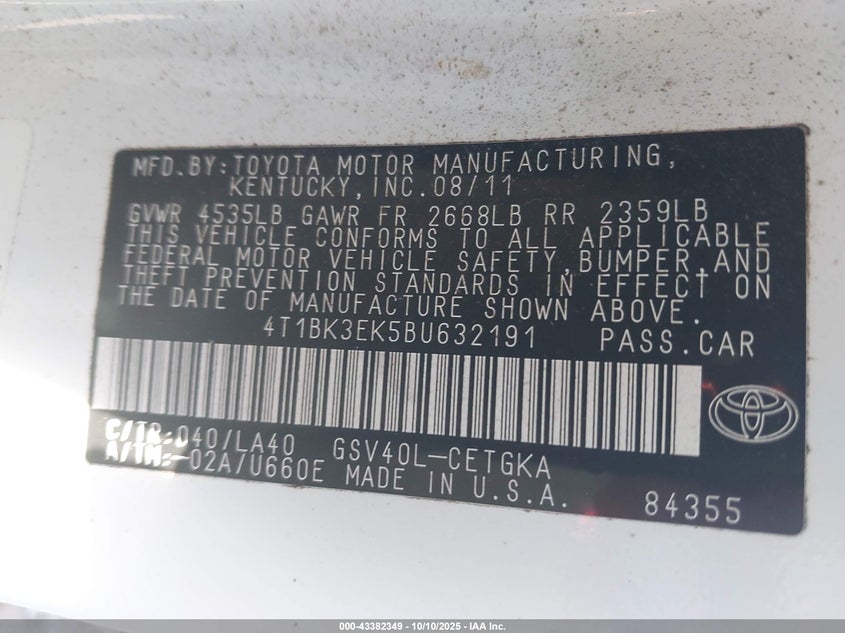 MFD.BY:TOYOTA MOTOR MANUFACTURING,
KENTUCKY,INC.08/11
GVWR 4535LB GAWR FR 2668LB RR 2359LB
THIS VEHICLE CONFORMS TO ALL APPLICABLE
FEDERAL MOTOR VEHICLE SAFETY,BUMPER,AND
THEFT PREVENTION STANDARDS IN EFFECT ON
THE DATE OF MANUFACTURE SHOWN ABOVE.
4T1BK3EK5BU632191 PASS.CAR
C/TR:040/LA40 GSV40L-CETGKA
A/TM:-02A/U660E MADE IN U.S.A.
84355
000-43382349 - 10/10/2025 - IAA Inc.